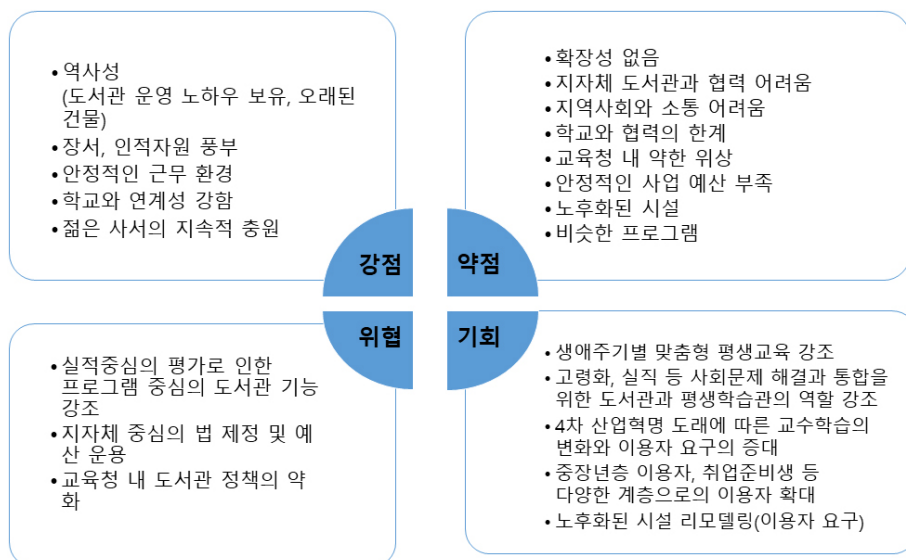 • 역사성
(도서관 운영 노하우 보유, 오래된
건물)
• 장서, 인적자원 풍부
• 안정적인 근무 환경
• 학교와 연계성 강함
• 젊은 사서의 지속적 충원
• 확장성 없음
• 지자체 도서관과 협력 어려움
• 지역사회와 소통 어려움
• 학교와 협력의 한계
• 교육청 내 약한 위상
• 안정적인 사업 예산 부족
• 노후화된 시설
• 비슷한 프로그램
강점
약점
위협
기회
• 실적중심의 평가로 인한
프로그램 중심의 도서관 기능
강조
• 지자체 중심의 법 제정 및 예
산 운용
• 교육청 내 도서관 정책의 약
화
• 생애주기별 맞춤형 평생교육 강조
• 고령화, 실직 등 사회문제 해결과 통합을
위한 도서관과 평생학습관의 역할 강조
• 4차 산업혁명 도래에 따른 교수학습의
변화와 이용자 요구의 증대
• 중장년층 이용자, 취업준비생 등
다양한 계층으로의 이용자 확대
• 노후화된 시설 리모델링(이용자 요구)